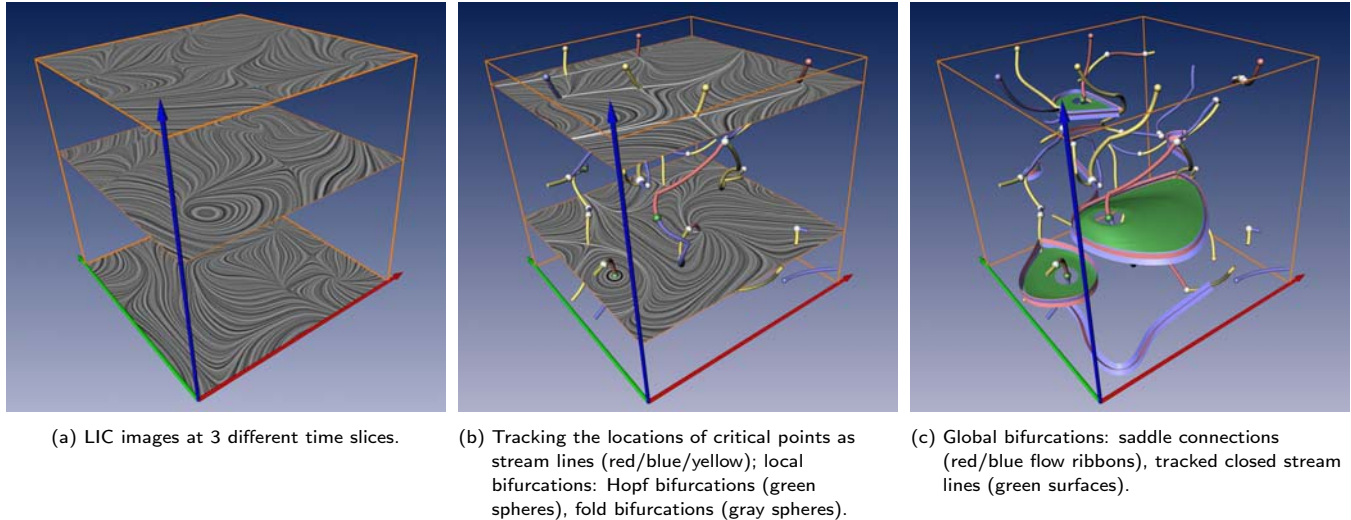 (a) LIC images at 3 different time slices.
(b) Tracking the locations of critical points as
stream lines (red/blue/yellow); local
bifurcations: Hopf bifurcations (green
spheres), fold bifurcations (gray spheres).
(c) Global bifurcations: saddle connections
(red/blue flow ribbons), tracked closed stream
lines (green surfaces).